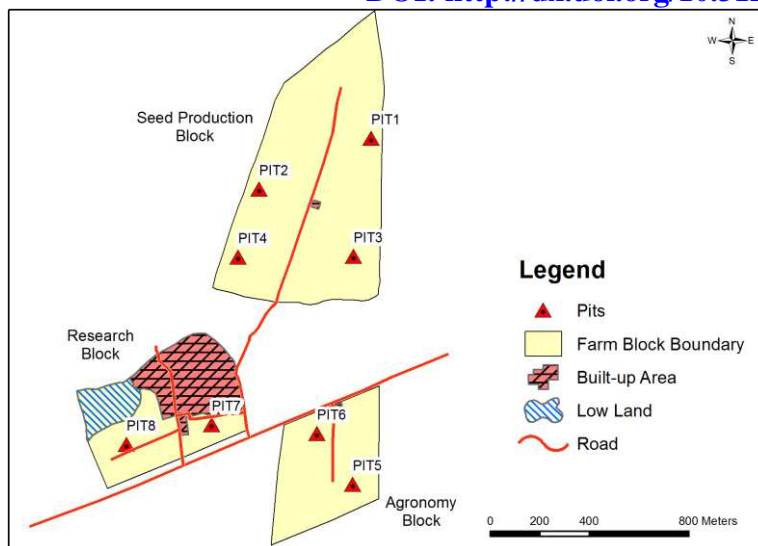 N
W E
S
Seed Production
Block
PIT1
PIT2
PIT4
PIT3
Research
Block
PIT7
PIT8
PIT6
PIT5
Agronomy
Block
Legend
Pits
Farm Block Boundary
Built-up Area
Low Land
Road
0 200 400 800 Meters